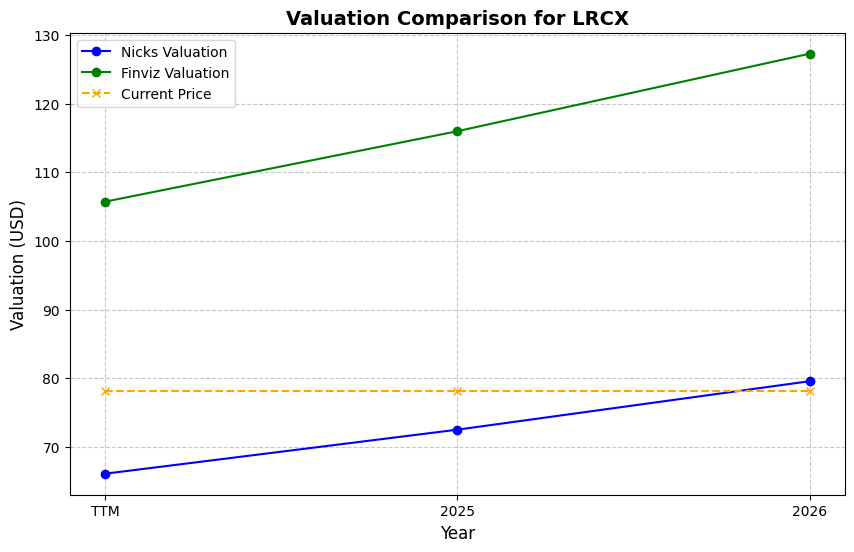 Valuation Comparison for LRCX
Nicks Valuation
Finviz Valuation
Current Price
Valuation (USD)
130
120
110
100
90
80
70
TTM
2025
2026
Year